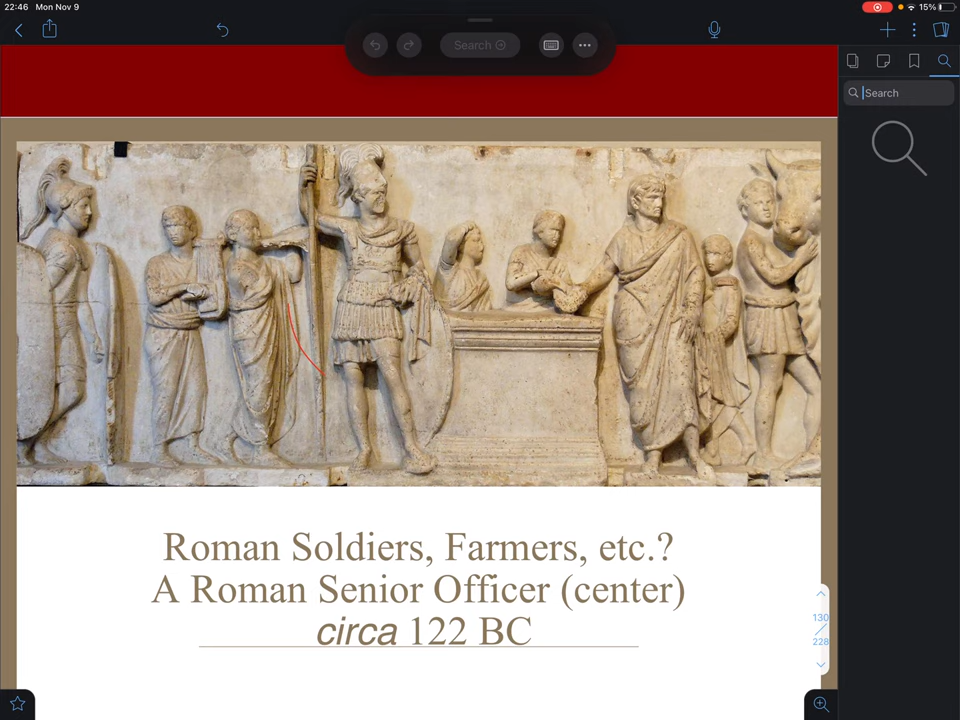 22:46 Mon Nov 9
15%
Search
Search
Roman Soldiers, Farmers, etc.?
A Roman Senior Officer (center)
circa 122 BC
130
228